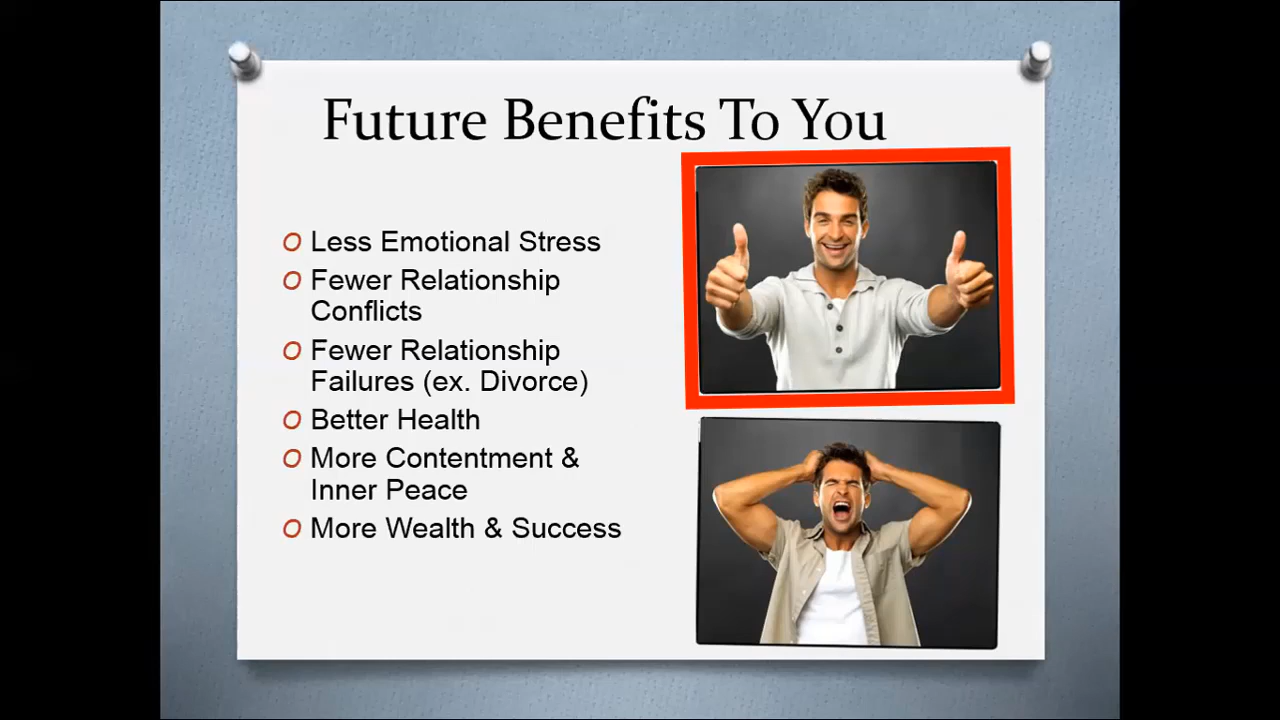 Future Benefits To You
O Less Emotional Stress
O Fewer Relationship
Conflicts
O Fewer Relationship
Failures (ex. Divorce)
O Better Health
O More Contentment &
Inner Peace
O More Wealth & Success